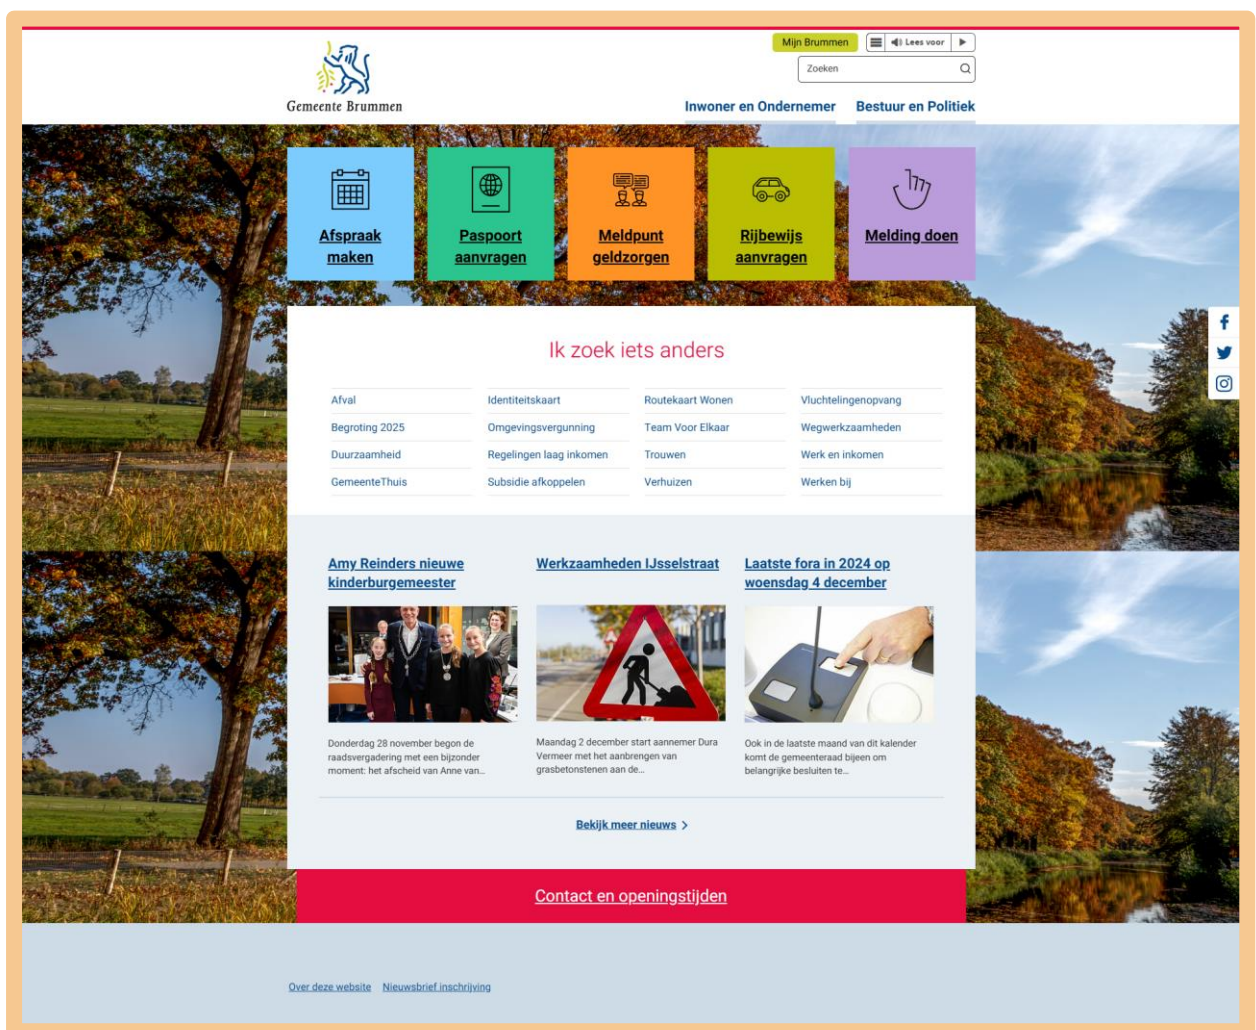 Mijn Brummen
Lees voor
Zoeken
Gemeente Brummen
Inwoner en Ondernemer
Bestuur en Politiek
Afspraak
maken
Paspoort
aanvragen
Meldpunt
geldzorgen
Rijbewijs
aanvragen
Melding doen
Ik zoek iets anders
Afval
Identiteitskaart
Routekaart Wonen
Vluchtelingenopvang
Begroting 2025
Omgevingsvergunning
Team Voor Elkaar
Wegwerkzaamheden
Duurzaamheid
Regelingen laag inkomen
Trouwen
Werk en inkomen
GemeenteThuis
Subsidie afkoppelen
Verhuizen
Werken bij
Amy Reinders nieuwe
kinderburgemeester
Donderdag 28 november begon de
raadsvergadering met een bijzonder
moment: het afscheid van Anne van...
Werkzaamheden IJsselstraat
Maandag 2 december start aannemer Dura
Vermeer met het aanbrengen van
grasbetonstenen aan de...
Laatste fora in 2024 op
woensdag 4 december
Ook in de laatste maand van dit kalender
komt de gemeenteraad bijeen om
belangrijke besluiten te...
Bekijk meer nieuws
Contact en openingstijden
Over deze website
Nieuwsbrief inschrijving